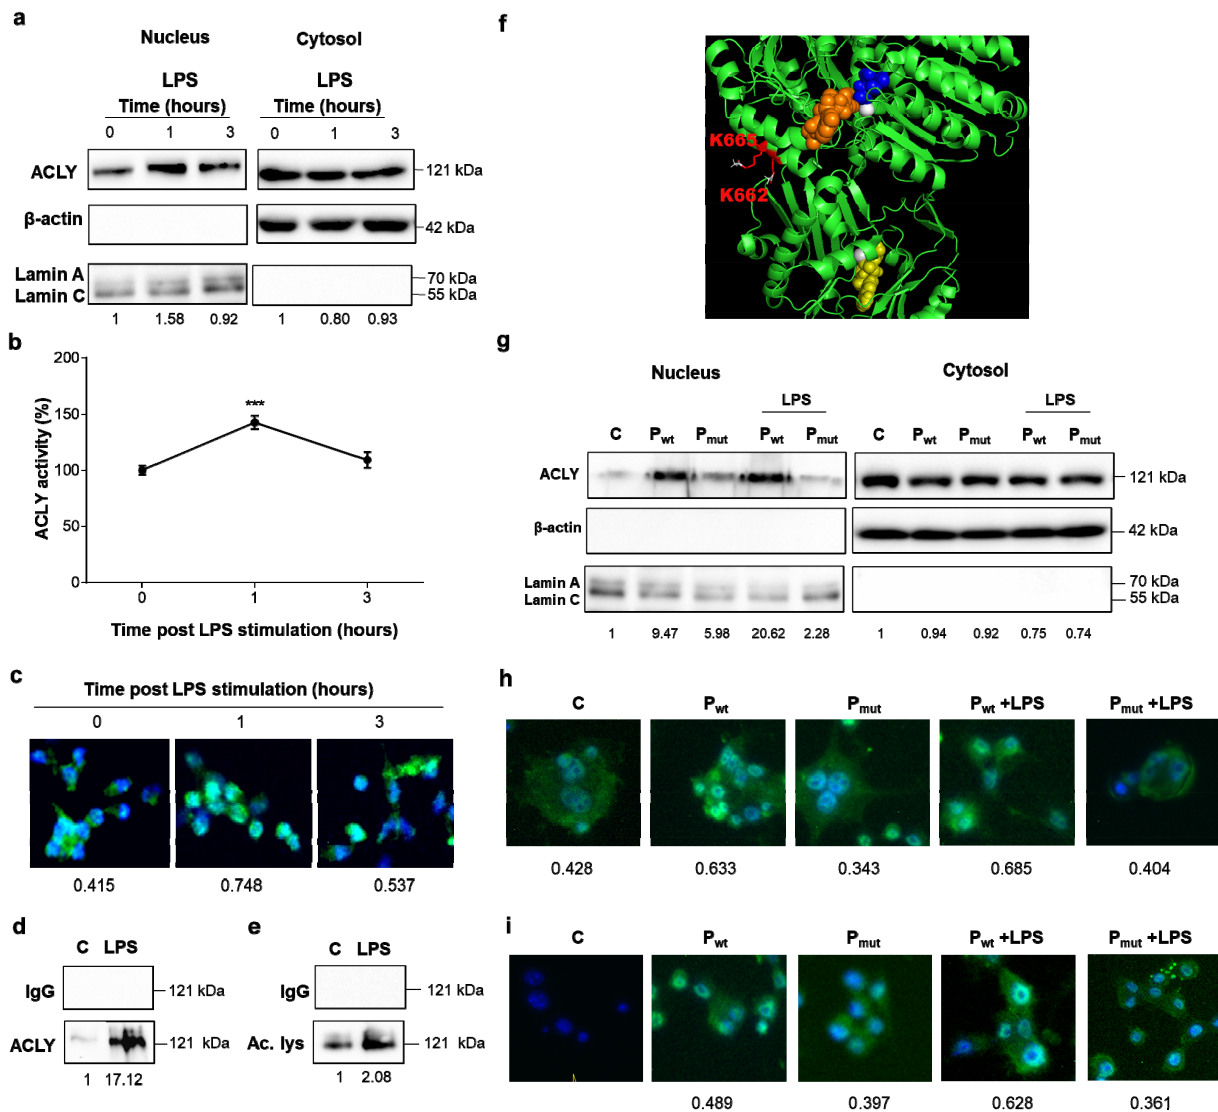 a
Nucleus Cytosol
LPS LPS
Time (hours) Time (hours)
0 1 3 0 1 3
ACLY 121 kDa
β-actin 42 kDa
Lamin A 70 kDa
Lamin C 55 kDa
1 1.58 0.92 1 0.80 0.93
b
200
150
100
50
0
ACLY activity (%)
***
0 1 3
Time post LPS stimulation (hours)
c
Time post LPS stimulation (hours)
0 1 3
0.415 0.748 0.537
d
C LPS
IgG 121 kDa
ACLY 121 kDa
1 17.12
e
C LPS
IgG 121 kDa
Ac. lys 121 kDa
1 2.08
f
K665
K662
g
Nucleus Cytosol
LPS LPS
C Pwt Pmut Pwt Pmut C Pwt Pmut Pwt Pmut
ACLY 121 kDa
β-actin 42 kDa
Lamin A 70 kDa
Lamin C 55 kDa
1 9.47 5.98 20.62 2.28 1 0.94 0.92 0.75 0.74
h
C Pwt Pmut Pwt +LPS Pmut +LPS
0.428 0.633 0.343 0.685 0.404
i
C Pwt Pmut Pwt +LPS Pmut +LPS
0.489 0.397 0.628 0.361